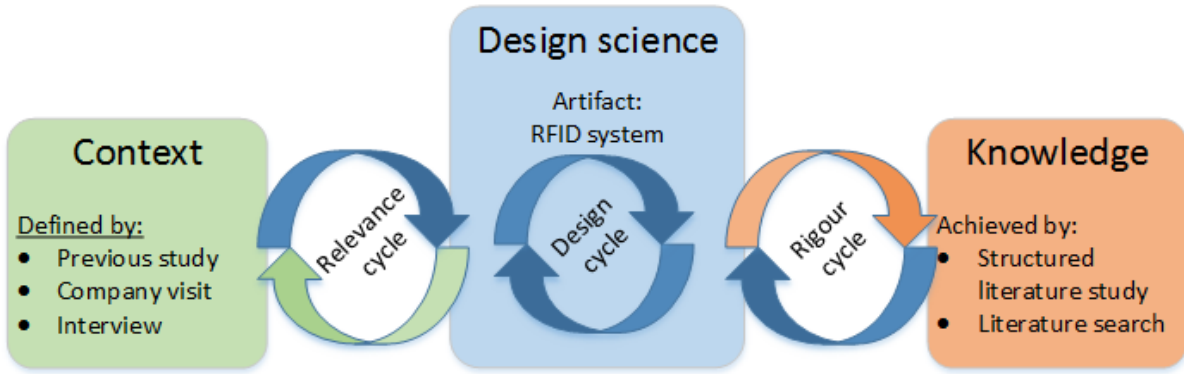 Design science
Artifact:
RFID system
Context
Defined by:
• Previous study
• Company visit
• Interview
Relevance
cycle
Design
cycle
Rigour
cycle
Knowledge
Achieved by:
• Structured
literature study
• Literature search